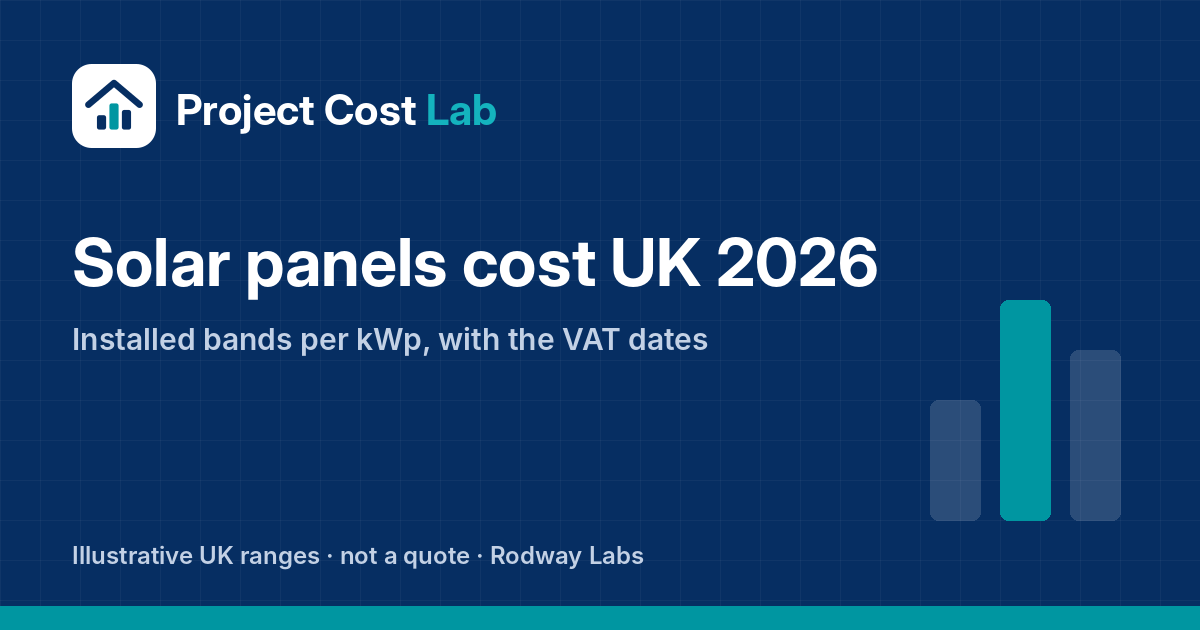 Project Cost Lab
Solar panels cost UK 2026
Installed bands per kWp, with the VAT dates
Illustrative UK ranges · not a quote · Rodway Labs